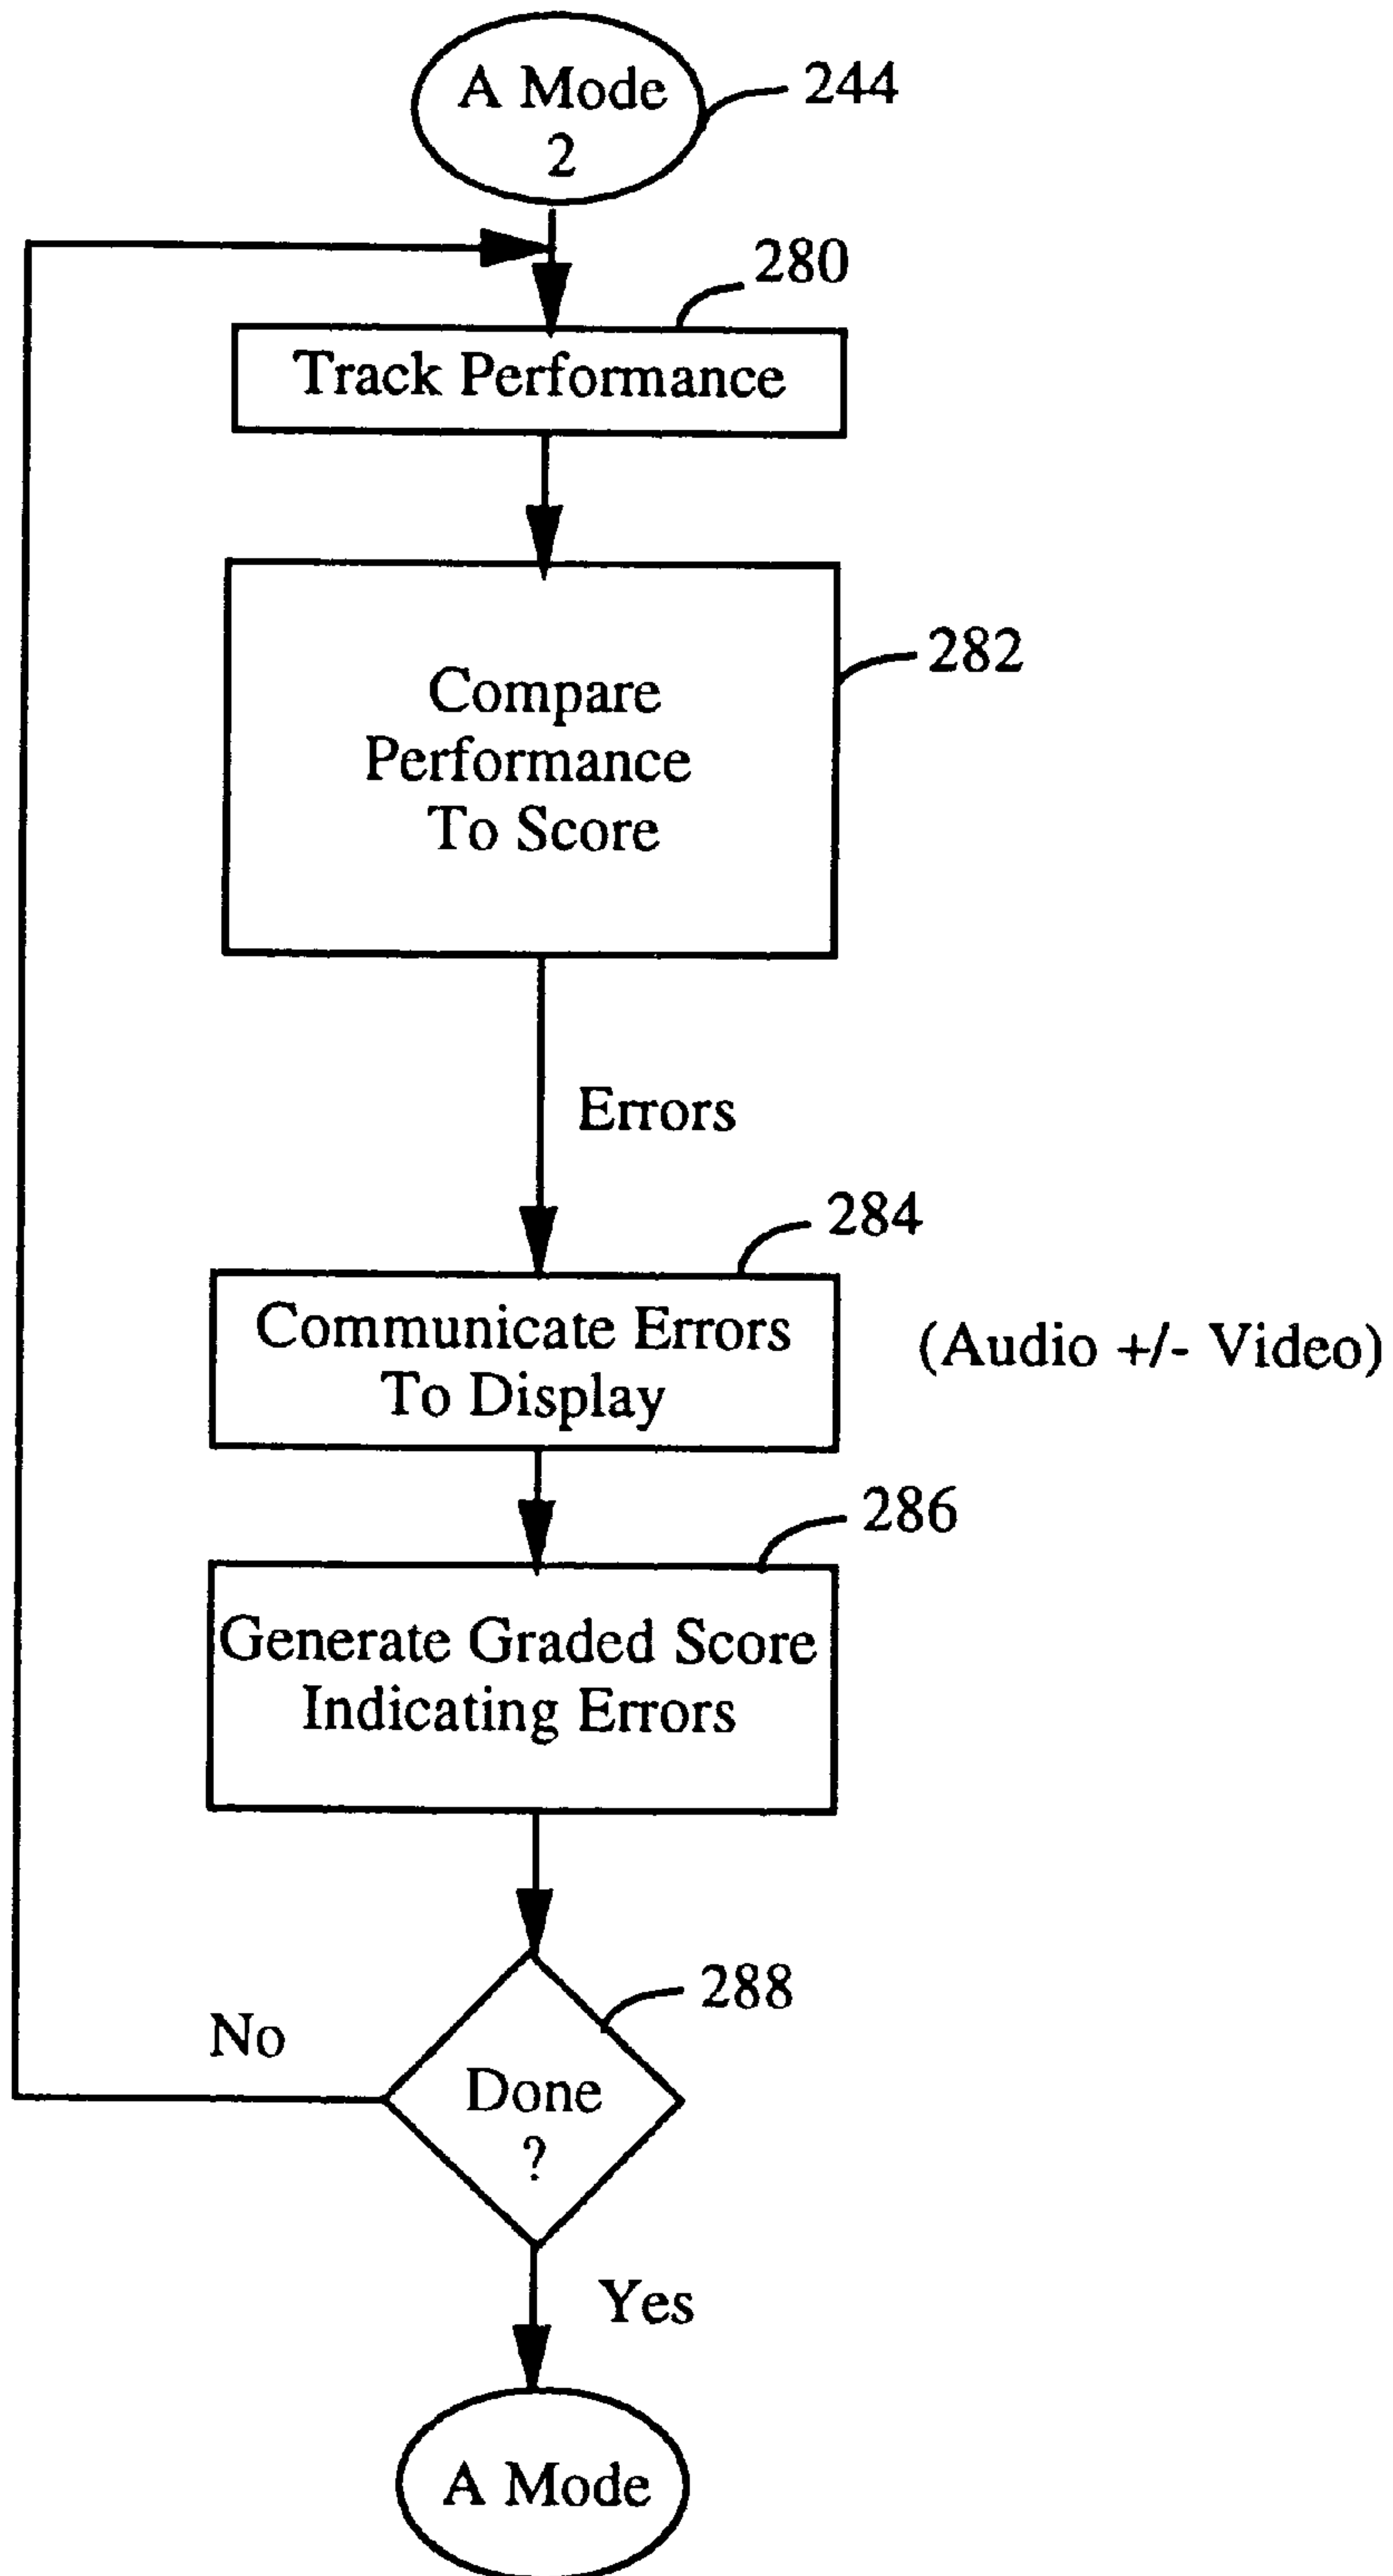 A Mode
2
244
280
Track Performance
282
Compare
Performance
To Score
Errors
284
Communicate Errors
To Display
(Audio +/- Video)
286
Generate Graded Score
Indicating Errors
288
No
Done
?
Yes
A Mode